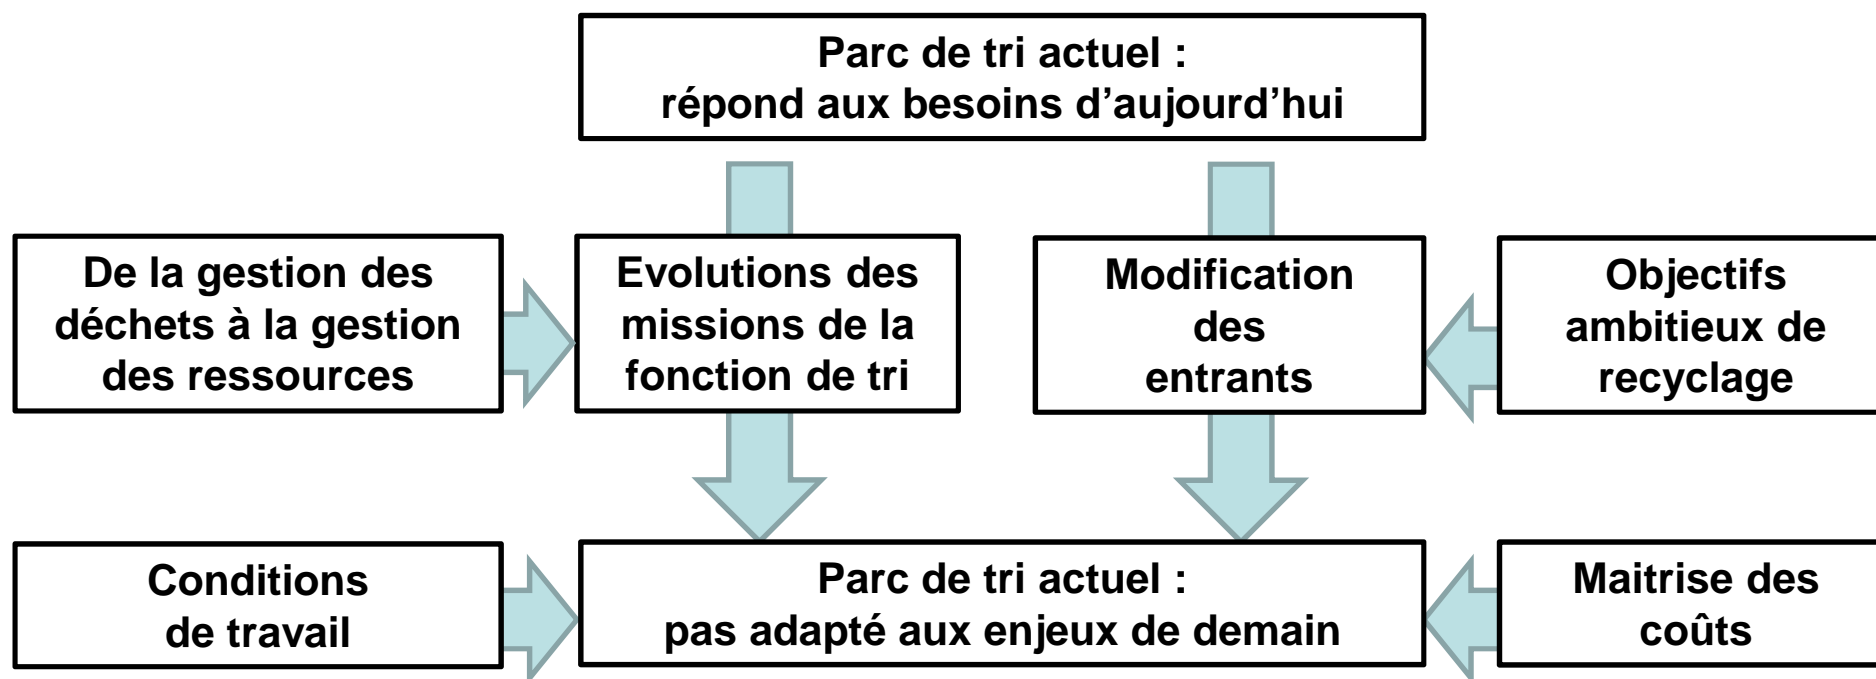 Parc de tri actuel :
répond aux besoins d’aujourd’hui
De la gestion des
déchets à la gestion
des ressources
Evolutions des
missions de la
fonction de tri
Modification
des
entrants
Objectifs
ambitieux de
recyclage
Conditions
de travail
Parc de tri actuel :
pas adapté aux enjeux de demain
Maitrise des
coûts